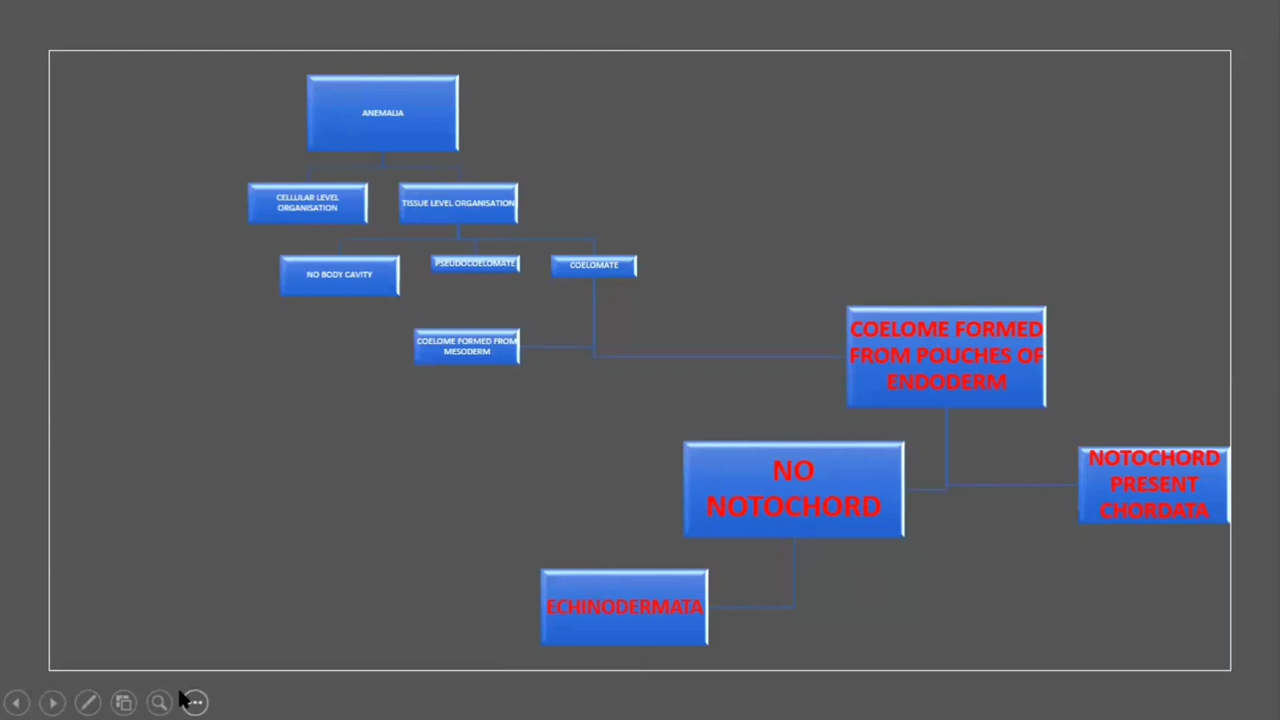 ANEMALIA
CELLULAR LEVEL
ORGANISATION
TISSUE LEVEL ORGANISATION
NO BODY CAVITY
PSEUDOCOELOMATE
COELOMATE
COELOME FORMED FROM
MESODERM
COELOME FORMED
FROM POUCHES OF
ENDODERM
NO
NOTOCHORD
NOTOCHORD
PRESENT
CHORDATA
ECHINODERMATA